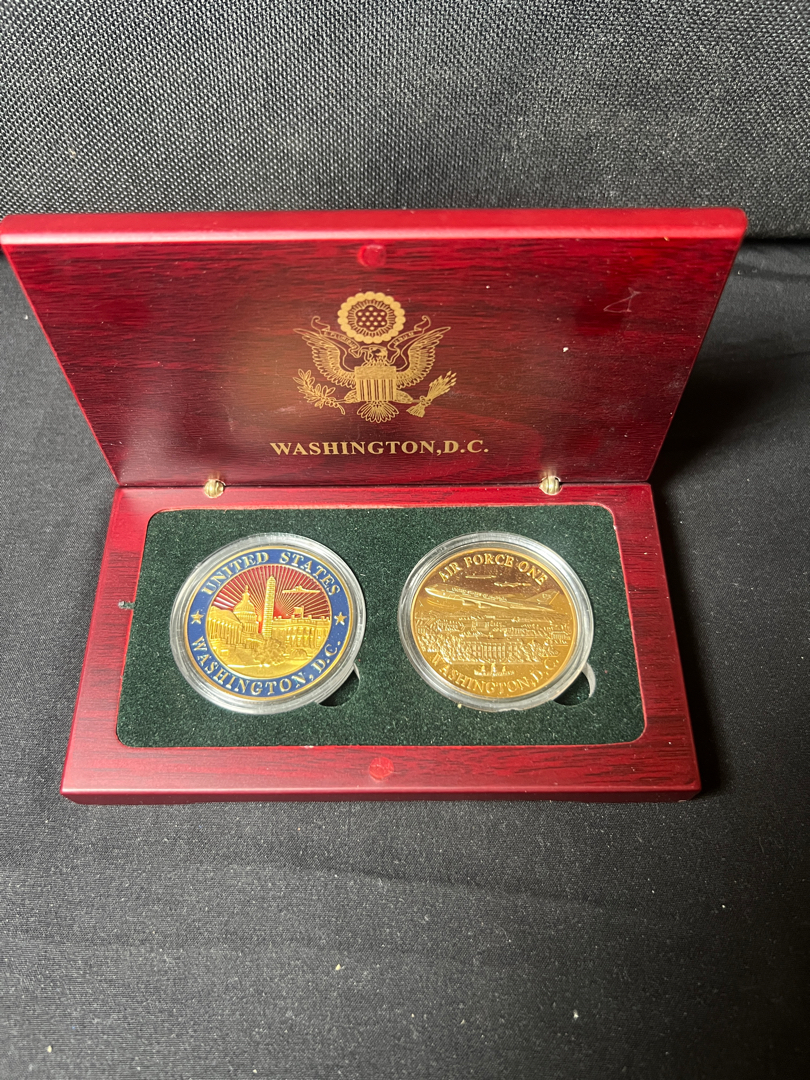 WASHINGTON,D.C.
UNITED STATES
WASHINGTON, D.C.
AIR FORCE ONE
WASHINGTON,D.C.